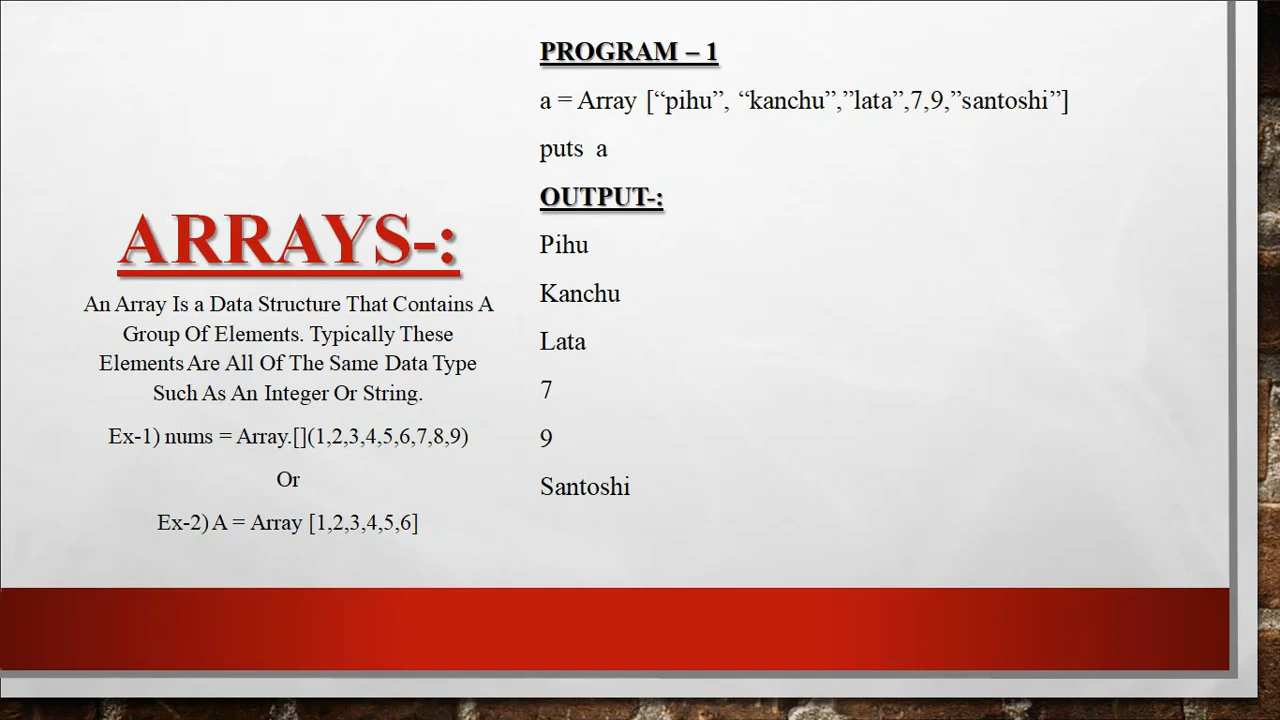 ARRAYS-:
An Array Is a Data Structure That Contains A
Group Of Elements. Typically These
Elements Are All Of The Same Data Type
Such As An Integer Or String.
Ex-1) nums = Array.[](1,2,3,4,5,6,7,8,9)
Or
Ex-2) A = Array [1,2,3,4,5,6]
PROGRAM – 1
a = Array [“pihu”, “kanchu”,”lata”,7,9,”santoshi”]
puts a
OUTPUT-:
Pihu
Kanchu
Lata
7
9
Santoshi